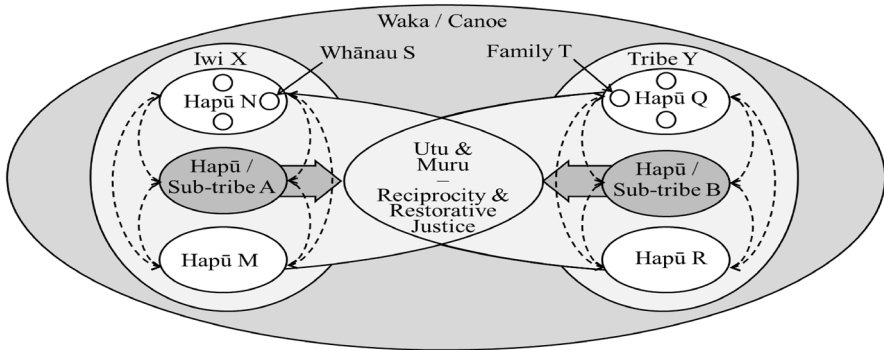 Waka / Canoe
Iwi X
Whānau S
Family T
Tribe Y
Hapū N
Hapū Q
Hapū /
Sub-tribe A
Utu &
Muru
–
Reciprocity &
Restorative
Justice
Hapū /
Sub-tribe B
Hapū M
Hapū R